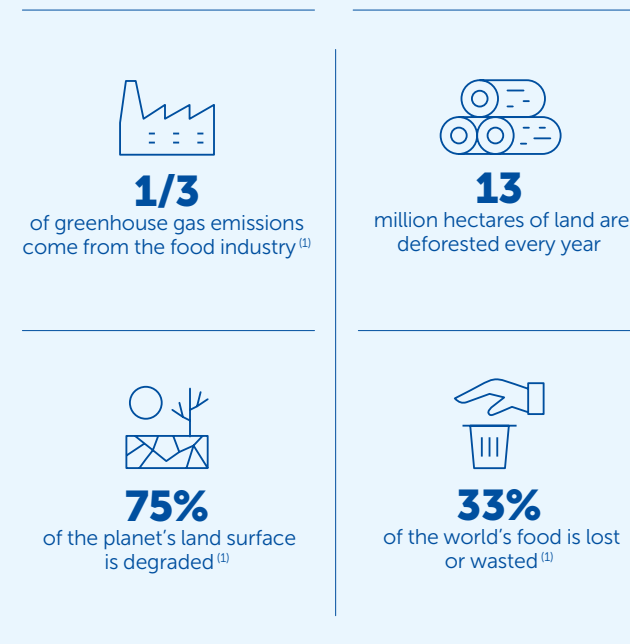 1/3
of greenhouse gas emissions
come from the food industry (1)
13
million hectares of land are
deforested every year
75%
of the planet's land surface
is degraded (1)
33%
of the world's food is lost
or wasted (1)